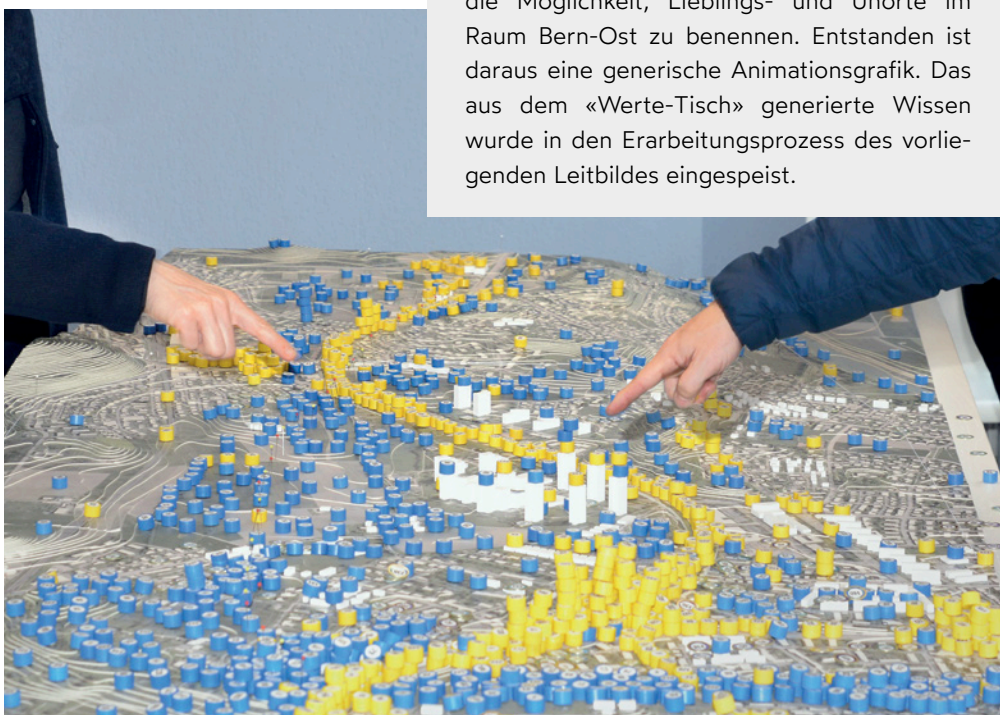 die Möglichkeit, Lieblings- und Unorte im
Raum Bern-Ost zu benennen. Entstanden ist
daraus eine generische Animationsgrafik. Das
aus dem «Werte-Tisch» generierte Wissen
wurde in den Erarbeitungsprozess des vorlie-
genden Leitbildes eingespeist.